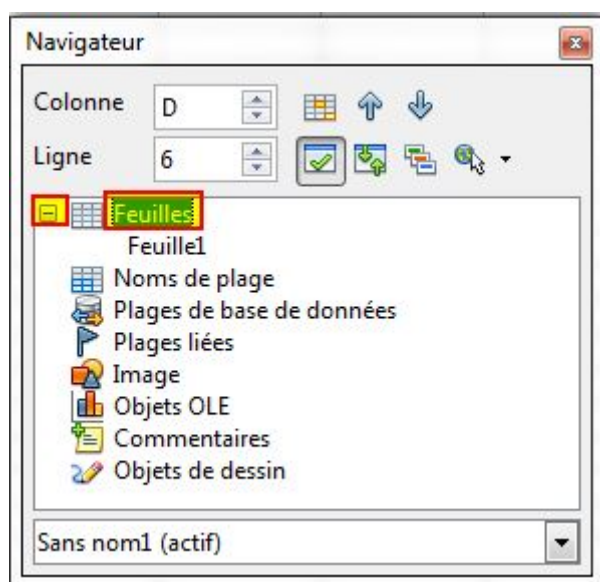 Navigateur
Colonne D
Ligne 6
Feuilles
Feuille1
Noms de plage
Plages de base de données
Plages liées
Image
Objets OLE
Commentaires
Objets de dessin
Sans nom1 (actif)